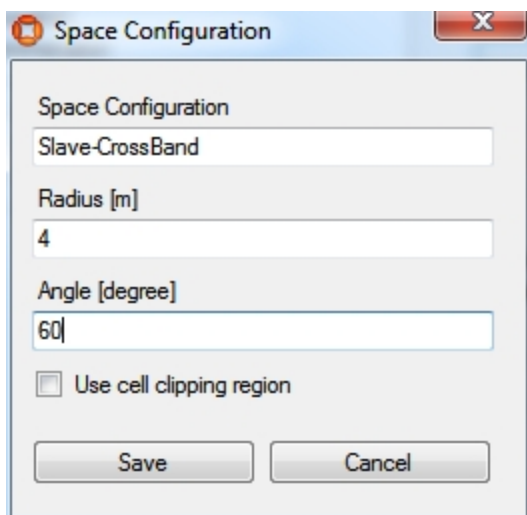 Space Configuration
Space Configuration
Slave-CrossBand
Radius [m]
4
Angle [degree]
60
Use cell clipping region
Save Cancel